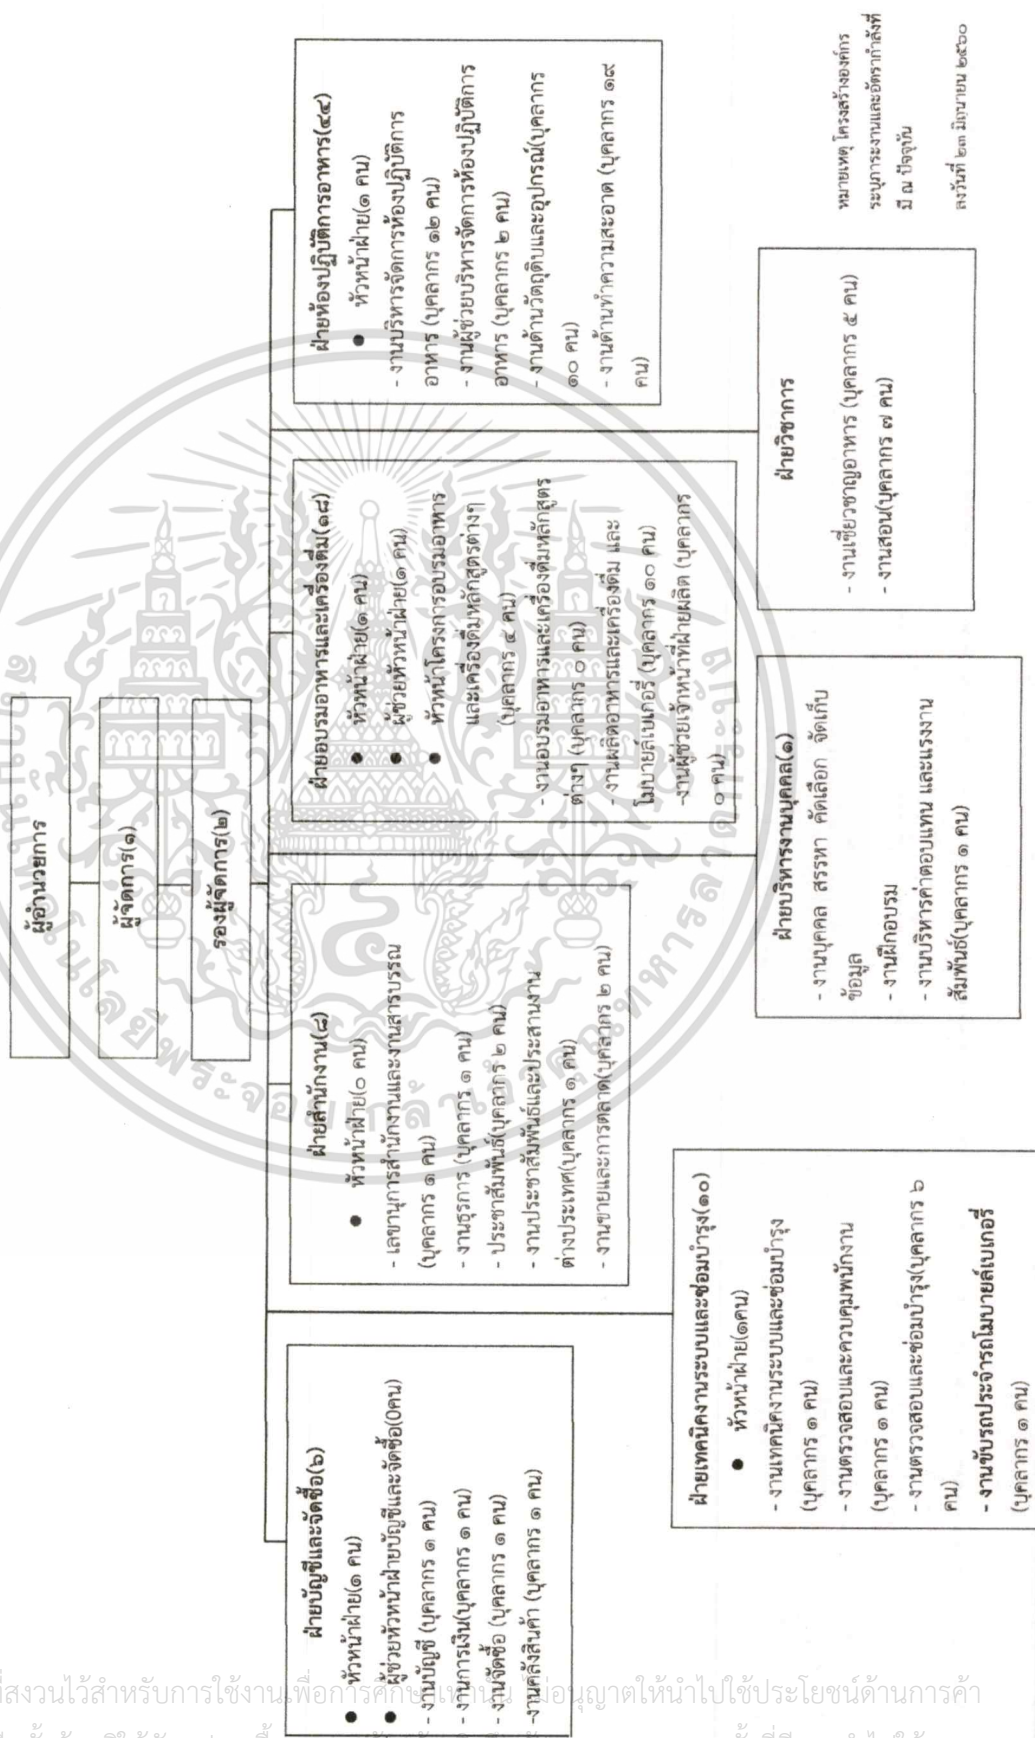 ผู้อำนวยการ
ผู้จัดการ(๑)
รองผู้จัดการ(๒)
ฝ่ายบัญชีและจัดซื้อ(๖)
● หัวหน้าฝ่าย(๑ คน)
● ผู้ช่วยหัวหน้าฝ่ายบัญชีและจัดซื้อ(0คน)
- งานบัญชี (บุคลากร ๑ คน)
- งานการเงิน(บุคลากร ๑ คน)
- งานจัดซื้อ (บุคลากร ๑ คน)
-งานคลังสินค้า (บุคลากร ๑ คน)
ฝ่ายสำนักงาน(๘)
● หัวหน้าฝ่าย(๐ คน)
- เลขานุการสำนักงานและงานสารบรรณ
(บุคลากร ๑ คน)
- งานธุรการ (บุคลากร ๑ คน)
- ประชาสัมพันธ์(บุคลากร ๒ คน)
- งานประชาสัมพันธ์และประสานงาน
ต่างประเทศ(บุคลากร ๑ คน)
- งานขายและการตลาด(บุคลากร ๒ คน)
ฝ่ายอบรมอาหารและเครื่องดื่ม(๑๘)
● หัวหน้าฝ่าย(๑ คน)
● ผู้ช่วยหัวหน้าฝ่าย(๑ คน)
● หัวหน้าโครงการอบรมอาหาร
และเครื่องดื่มหลักสูตรต่างๆ
(บุคลากร ๔ คน)
- งานอบรมอาหารและเครื่องดื่มหลักสูตร
ต่างๆ (บุคลากร ๐ คน)
- งานผลิตอาหารและเครื่องดื่ม และ
โมบายล์เบเกอรี่ (บุคลากร ๑๐ คน)
-งานผู้ช่วยเจ้าหน้าที่ฝ่ายผลิต (บุคลากร
๐ คน)
ฝ่ายห้องปฏิบัติการอาหาร(๔๔)
● หัวหน้าฝ่าย(๑ คน)
- งานบริหารจัดการห้องปฏิบัติการ
อาหาร (บุคลากร ๑๒ คน)
- งานผู้ช่วยบริหารจัดการห้องปฏิบัติการ
อาหาร (บุคลากร ๒ คน)
- งานด้านวัตถุดิบและอุปกรณ์(บุคลากร
๑๐ คน)
- งานด้านทำความสะอาด (บุคลากร ๑๙
คน)
ฝ่ายเทคนิคงานระบบและซ่อมบำรุง(๑๐)
● หัวหน้าฝ่าย(๑คน)
- งานเทคนิคงานระบบและซ่อมบำรุง
(บุคลากร ๑ คน)
- งานตรวจสอบและควบคุมพนักงาน
(บุคลากร ๑ คน)
- งานตรวจสอบและซ่อมบำรุง(บุคลากร ๖
คน)
- งานขับรถประจำรถโมบายล์เบเกอรี่
(บุคลากร ๑ คน)
ฝ่ายบริหารงานบุคคล(๑)
- งานบุคคล สรรหา คัดเลือก จัดเก็บ
ข้อมูล
- งานฝึกอบรม
- งานบริหารค่าตอบแทน และแรงงาน
สัมพันธ์(บุคลากร ๑ คน)
ฝ่ายวิชาการ
- งานเชี่ยวชาญอาหาร (บุคลากร ๕ คน)
- งานสอน(บุคลากร ๗ คน)
หมายเหตุ โครงสร้างองค์กร
ระบุภาระงานและอัตรากำลังที่
มี ณ ปัจจุบัน
ลงวันที่ ๒๓ มิถุนายน ๒๕๖๐
ที่สงวนไว้สำหรับการใช้งานเพื่อการศึกษาเท่านั้น ไม่อนุญาตให้นำไปใช้ประโยชน์ด้านการค้า